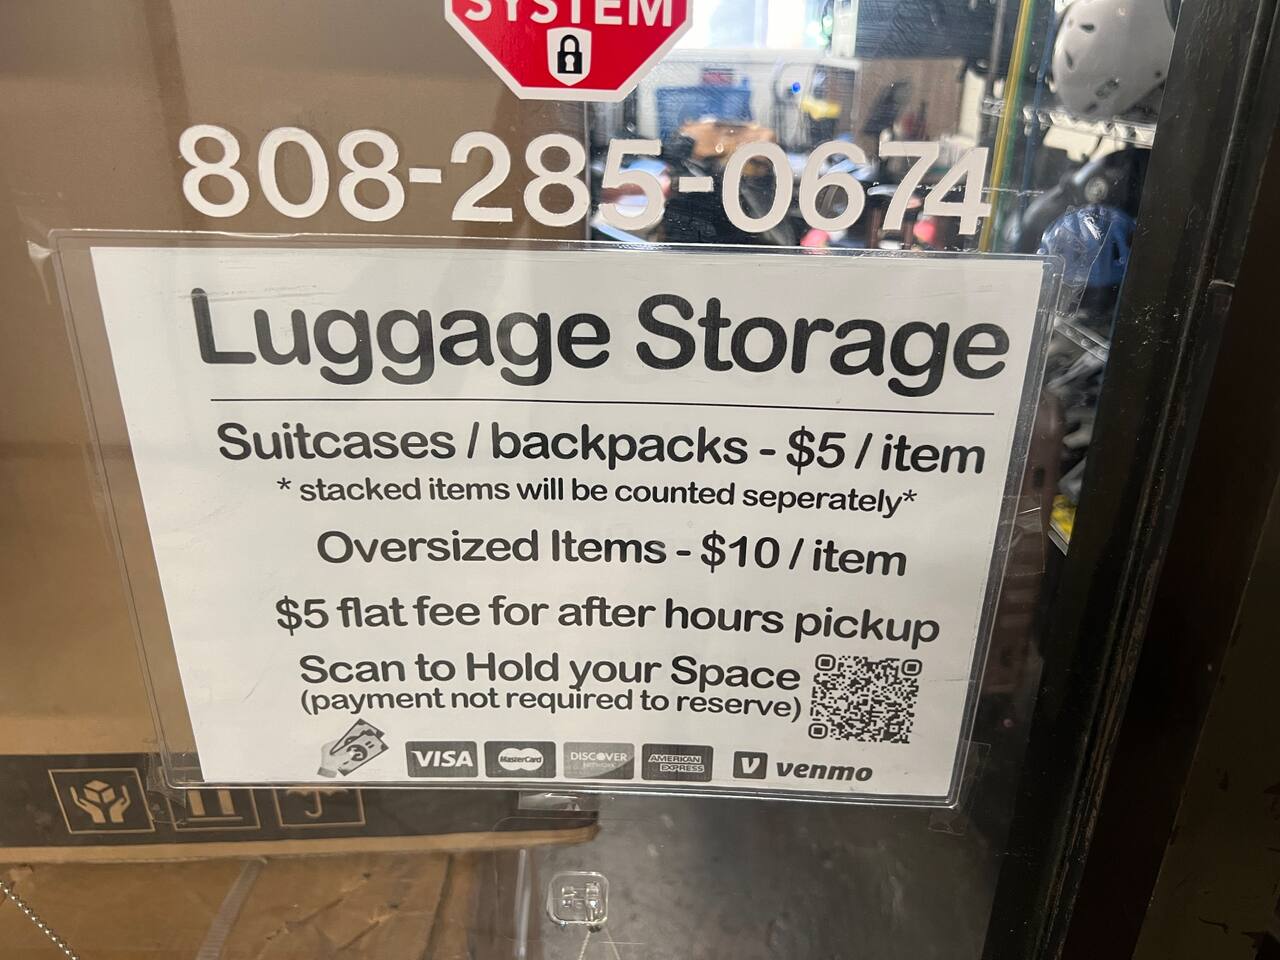 SYSTEM
808-285-0674
Luggage Storage
Suitcases / backpacks - $5 / item
* stacked items will be counted seperately*
Oversized Items - $10 / item
$5 flat fee for after hours pickup
Scan to Hold your Space
(payment not required to reserve)
VISA MasterCard DISCOVER NETWORK AMERICAN EXPRESS V venmo